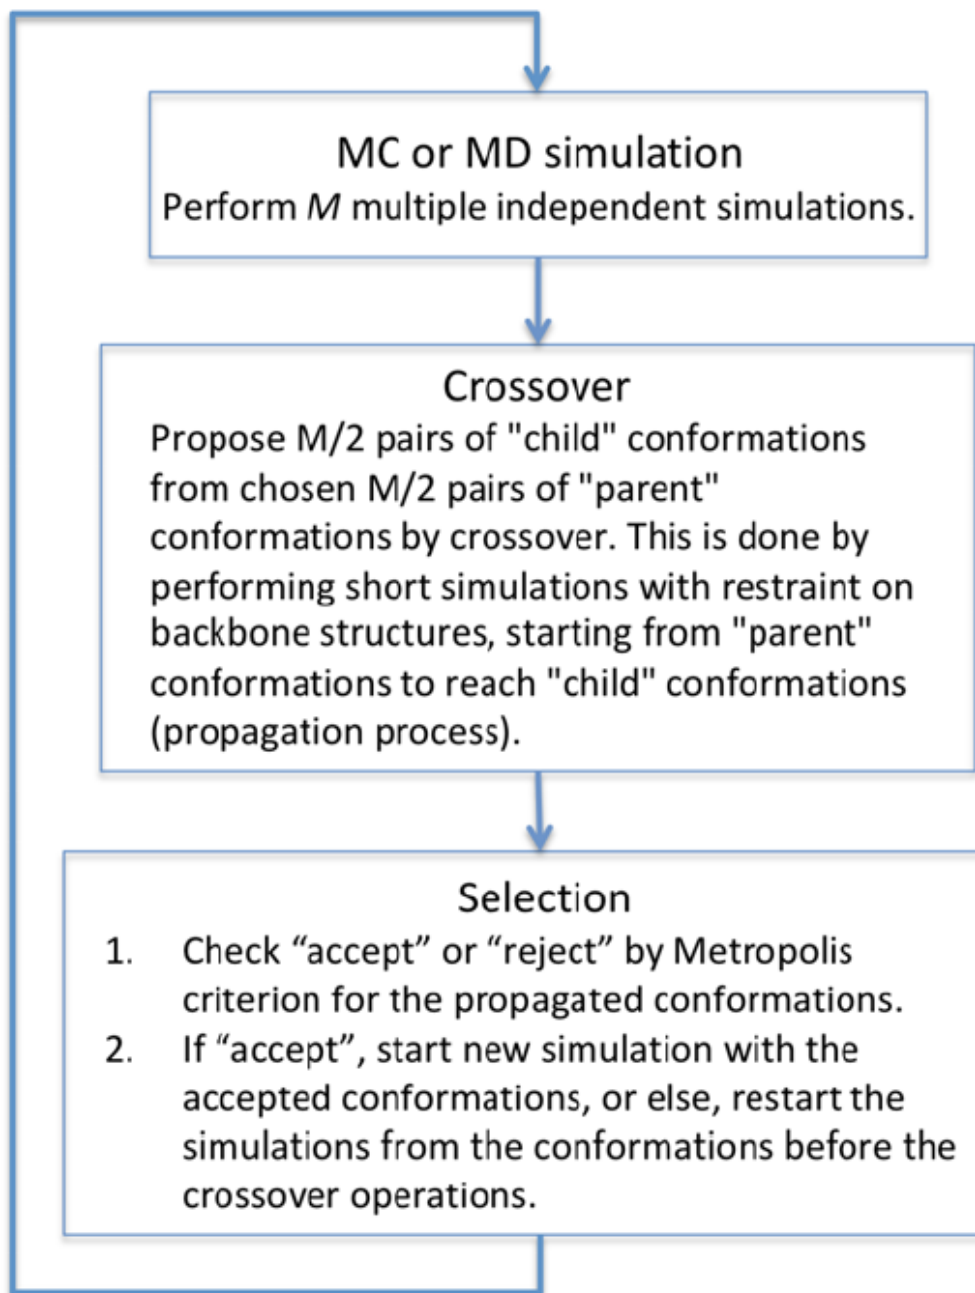 MC or MD simulation
Perform M multiple independent simulations.
Crossover
Propose M/2 pairs of "child" conformations
from chosen M/2 pairs of "parent"
conformations by crossover. This is done by
performing short simulations with restraint on
backbone structures, starting from "parent"
conformations to reach "child" conformations
(propagation process).
Selection
1. Check “accept” or “reject” by Metropolis
criterion for the propagated conformations.
2. If “accept”, start new simulation with the
accepted conformations, or else, restart the
simulations from the conformations before the
crossover operations.